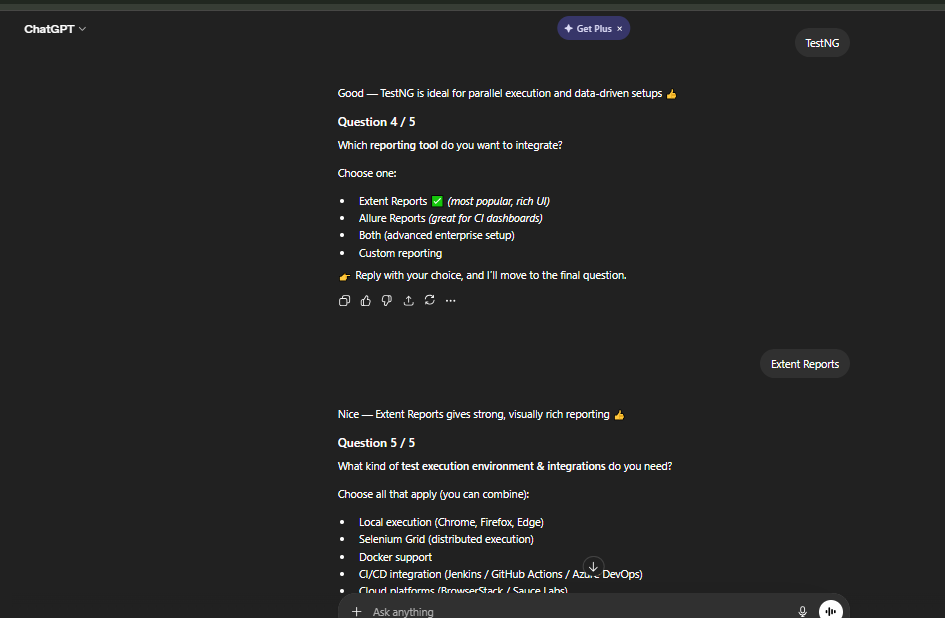 ChatGPT
Get Plus ×
TestNG
Good — TestNG is ideal for parallel execution and data-driven setups 👍
Question 4 / 5
Which reporting tool do you want to integrate?
Choose one:
• Extent Reports ✅ (most popular, rich UI)
• Allure Reports (great for CI dashboards)
• Both (advanced enterprise setup)
• Custom reporting
👉 Reply with your choice, and I'll move to the final question.
Extent Reports
Nice — Extent Reports gives strong, visually rich reporting 👍
Question 5 / 5
What kind of test execution environment & integrations do you need?
Choose all that apply (you can combine):
• Local execution (Chrome, Firefox, Edge)
• Selenium Grid (distributed execution)
• Docker support
• CI/CD integration (Jenkins / GitHub Actions / Azure DevOps)
• Cloud platforms (BrowserStack / Sauce Labs)
Ask anything